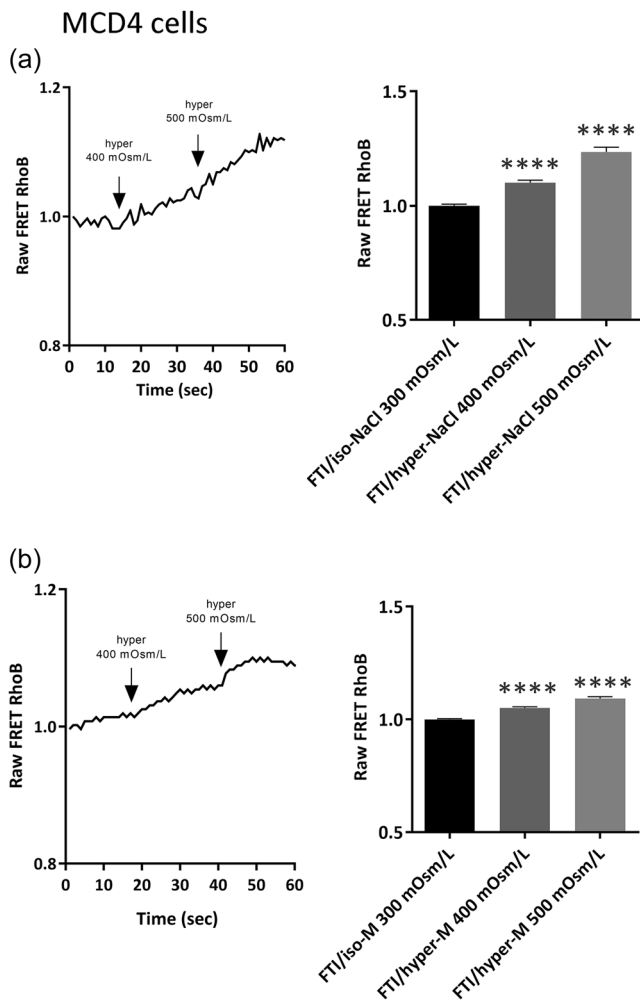 MCD4 cells
(a)
Raw FRET RhoB
1.2
1.0
0.8
hyper
400 mOsm/L
hyper
500 mOsm/L
0 10 20 30 40 50 60
Time (sec)
Raw FRET RhoB
1.5
1.0
0.5
****
****
FTI/iso-NaCl 300 mOsm/L
FTI/hyper-NaCl 400 mOsm/L
FTI/hyper-NaCl 500 mOsm/L
(b)
Raw FRET RhoB
1.2
1.0
0.8
hyper
400 mOsm/L
hyper
500 mOsm/L
0 10 20 30 40 50 60
Time (sec)
Raw FRET RhoB
1.5
1.0
0.5
****
****
FTI/iso-M 300 mOsm/L
FTI/hyper-M 400 mOsm/L
FTI/hyper-M 500 mOsm/L